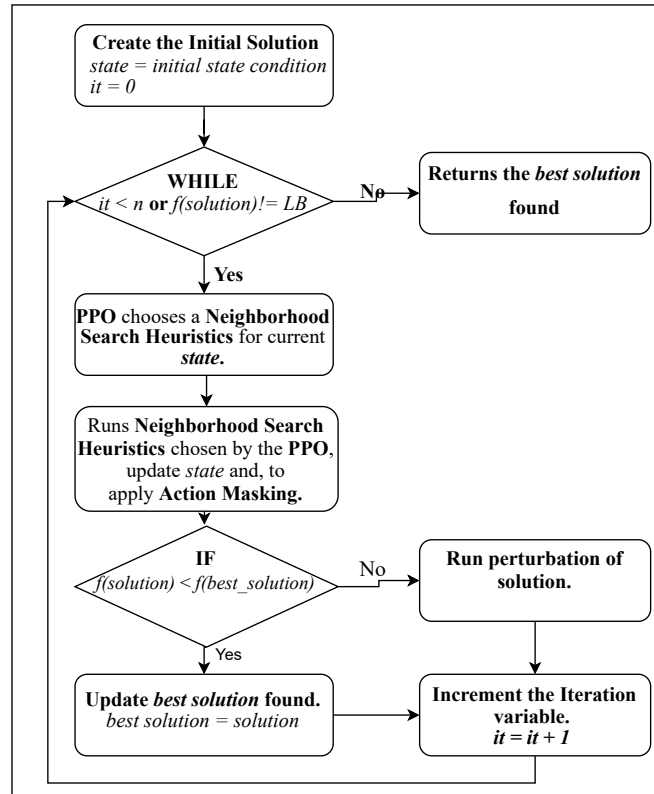 Create the Initial Solution
state = initial state condition
it = 0
WHILE
it < n or f(solution)!= LB
No
Returns the best solution
found
Yes
PPO chooses a Neighborhood
Search Heuristics for current
state.
Runs Neighborhood Search
Heuristics chosen by the PPO,
update state and, to
apply Action Masking.
IF
f(solution) < f(best_solution)
No
Run perturbation of
solution.
Yes
Update best solution found.
best solution = solution
Increment the Iteration
variable.
it = it + 1